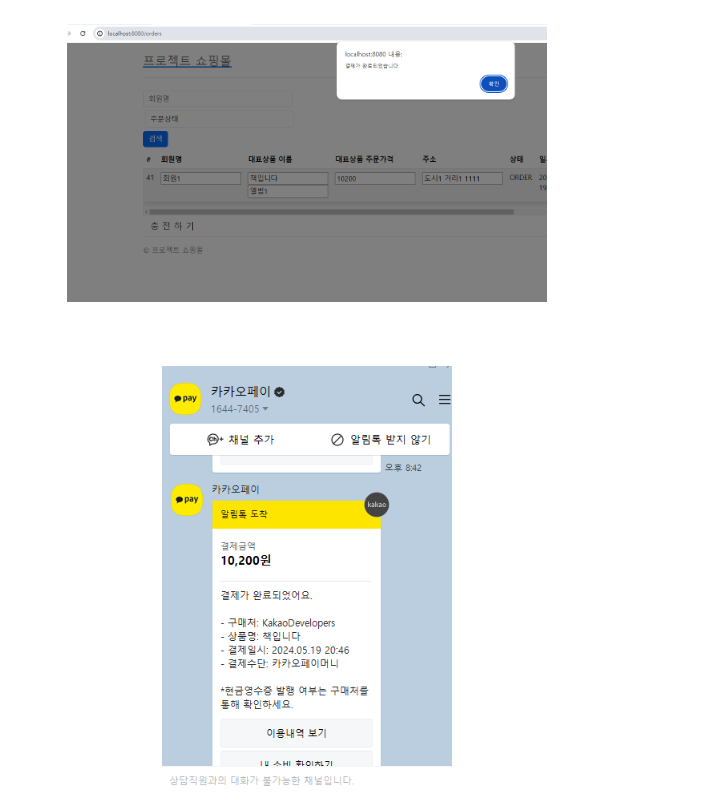 localhost:8080/orders
프로젝트 쇼핑몰
localhost:8080 내용:
결제가 완료되었습니다.
확인
회원명
주문상태
검색
# 회원명 대표상품 이름 대표상품 주문가격 주소 상태
41 회원1 책입니다 10200 도시1 거리1 1111 ORDER 20
앨범1 19
충 전 하 기
© 프로젝트 쇼핑몰
pay 카카오페이
1644-7405
채널 추가 알림톡 받지 않기
오후 8:42
pay 카카오페이
알림톡 도착 kakao
결제금액
10,200원
결제가 완료되었어요.
- 구매처: KakaoDevelopers
- 상품명: 책입니다
- 결제일시: 2024.05.19 20:46
- 결제수단: 카카오페이머니
*현금영수증 발행 여부는 구매처를
통해 확인하세요.
이용내역 보기
내 소비 확인하기
상담직원과의 대화가 불가능한 채널입니다.